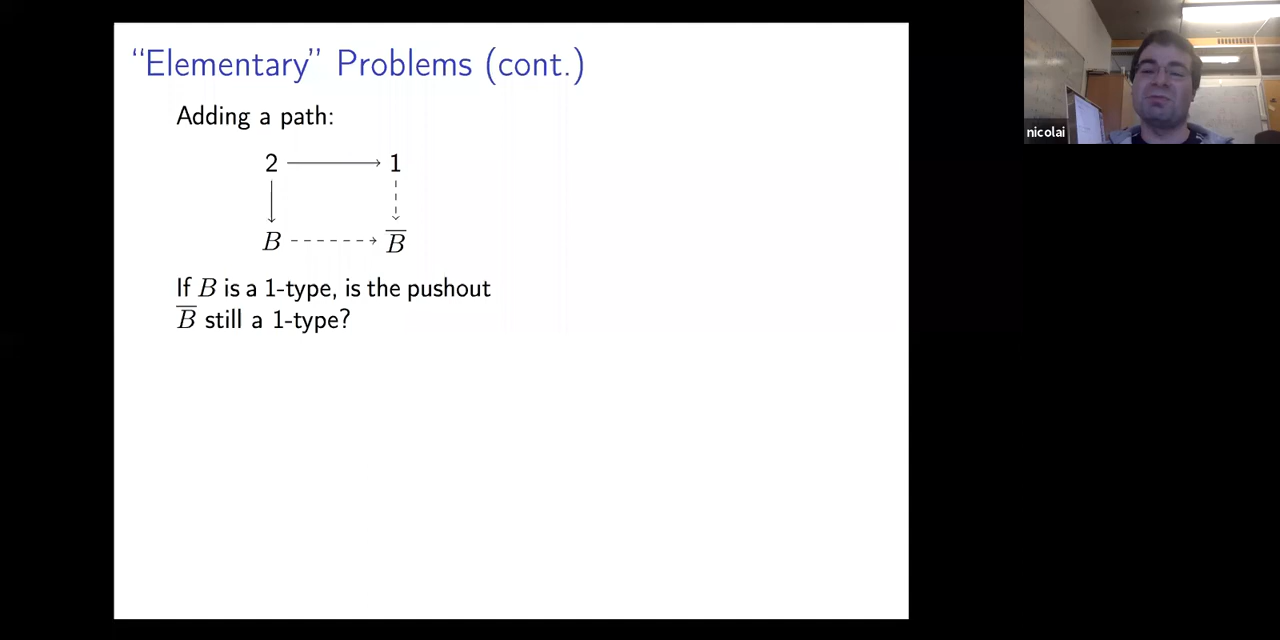 “Elementary” Problems (cont.)
Adding a path:
2 1
B B̅
If B is a 1-type, is the pushout
B̅ still a 1-type?
nicolai